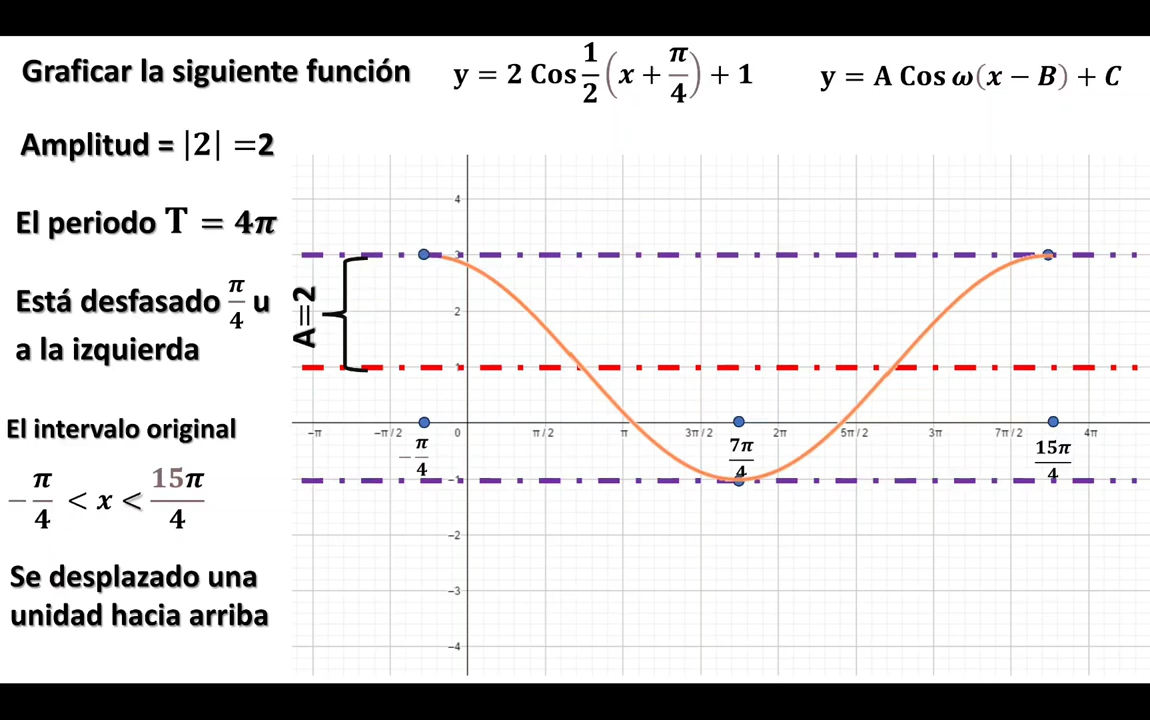 Graficar la siguiente función y = 2 Cos 1/2 (x + π/4) + 1 y = A Cos ω(x − B) + C
Amplitud = |2| =2
El periodo T = 4π
Está desfasado π/4 u
a la izquierda
El intervalo original
− π/4 < x < 15π/4
Se desplazado una
unidad hacia arriba
A=2
4
3
2
1
−1
−2
−3
−4
−π −π / 2 0 π / 2 π 3π / 2 2π 5π / 2 3π 7π / 2 4π
− π/4 7π/4 15π/4